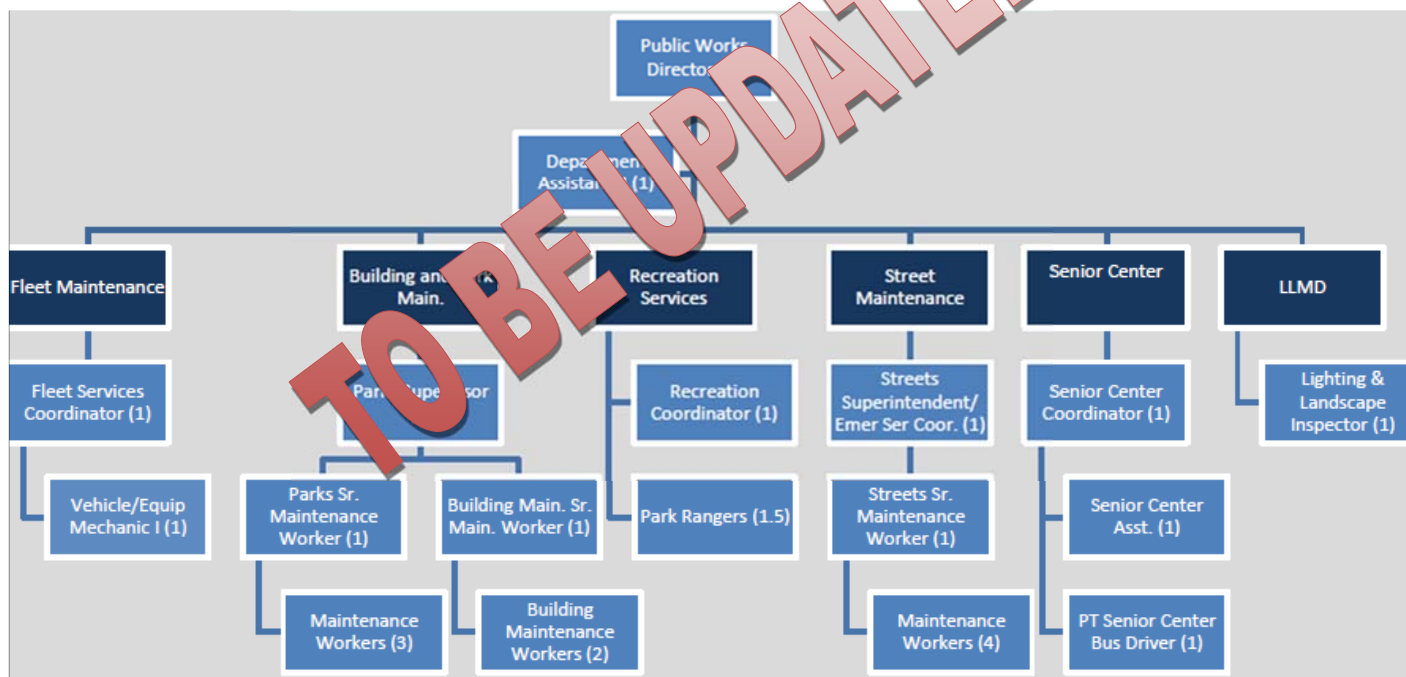 Public Works
TO BE UPDATED
Assistant (1)
Fleet Maintenance
Building and
Main.
Recreation
Services
Street
Maintenance
Senior Center
LLMD
Fleet Services
Coordinator (1)
Recreation
Coordinator (1)
Streets
Superintendent/
Emer Ser Coor. (1)
Senior Center
Coordinator (1)
Lighting &
Landscape
Inspector (1)
Vehicle/Equip
Mechanic I (1)
Parks Sr.
Maintenance
Worker (1)
Building Main. Sr.
Main. Worker (1)
Park Rangers (1.5)
Streets Sr.
Maintenance
Worker (1)
Senior Center
Asst. (1)
Maintenance
Workers (3)
Building
Maintenance
Workers (2)
Maintenance
Workers (4)
PT Senior Center
Bus Driver (1)